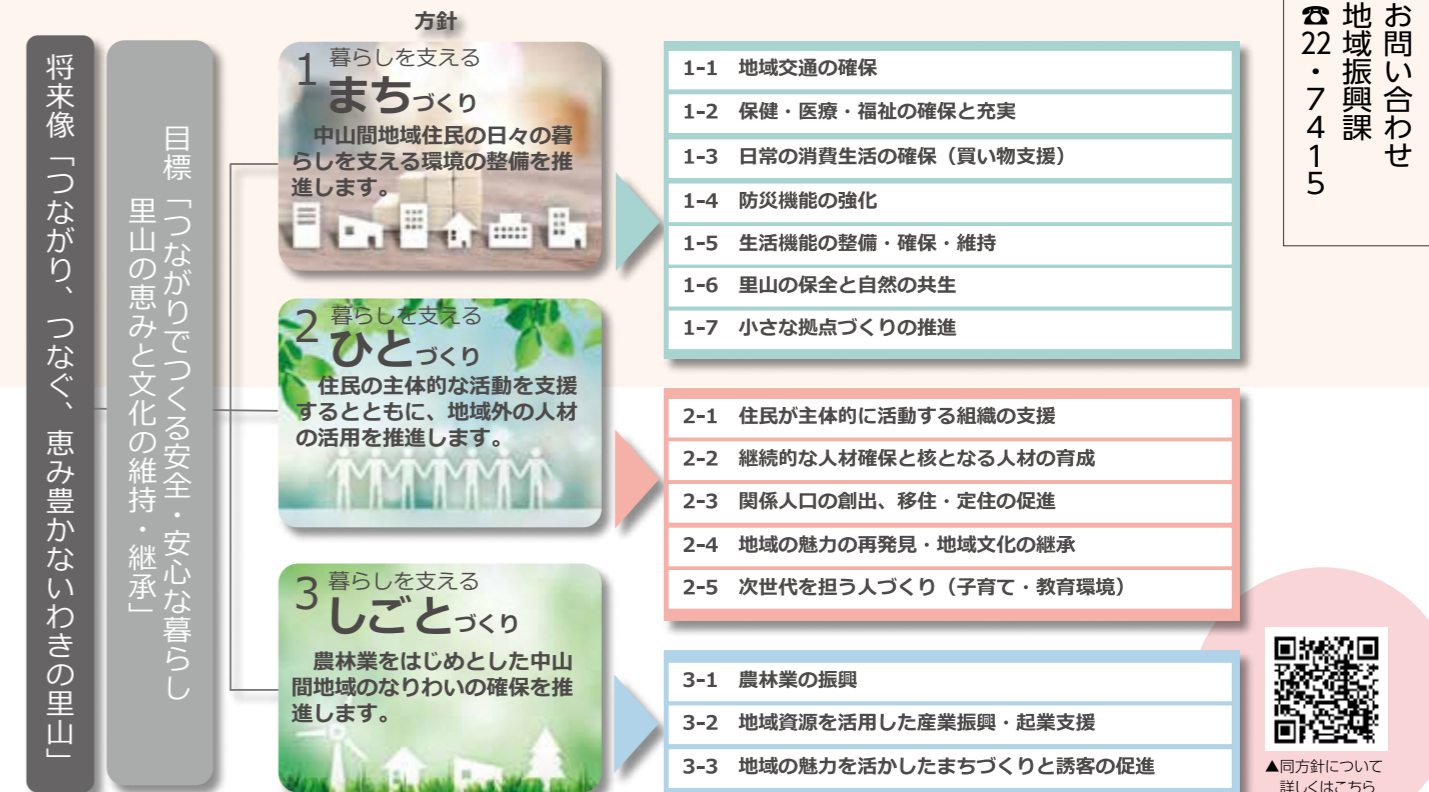 お問い合わせ
地域振興課
☎22・7415
将来像「つながり、つなぐ、恵み豊かないわきの里山」
目標「つながりでつくる安全・安心な暮らし
里山の恵みと文化の維持・継承」
方針
1 暮らしを支える
まちづくり
中山間地域住民の日々の暮
らしを支える環境の整備を推
進します。
1-1 地域交通の確保
1-2 保健・医療・福祉の確保と充実
1-3 日常の消費生活の確保（買い物支援）
1-4 防災機能の強化
1-5 生活機能の整備・確保・維持
1-6 里山の保全と自然の共生
1-7 小さな拠点づくりの推進
2 暮らしを支える
ひとづくり
住民の主体的な活動を支援
するとともに、地域外の人材
の活用を推進します。
2-1 住民が主体的に活動する組織の支援
2-2 継続的な人材確保と核となる人材の育成
2-3 関係人口の創出、移住・定住の促進
2-4 地域の魅力の再発見・地域文化の継承
2-5 次世代を担う人づくり（子育て・教育環境）
3 暮らしを支える
しごとづくり
農林業をはじめとした中山
間地域のなりわいの確保を推
進します。
3-1 農林業の振興
3-2 地域資源を活用した産業振興・起業支援
3-3 地域の魅力を活かしたまちづくりと誘客の促進
▲同方針について
詳しくはこちら